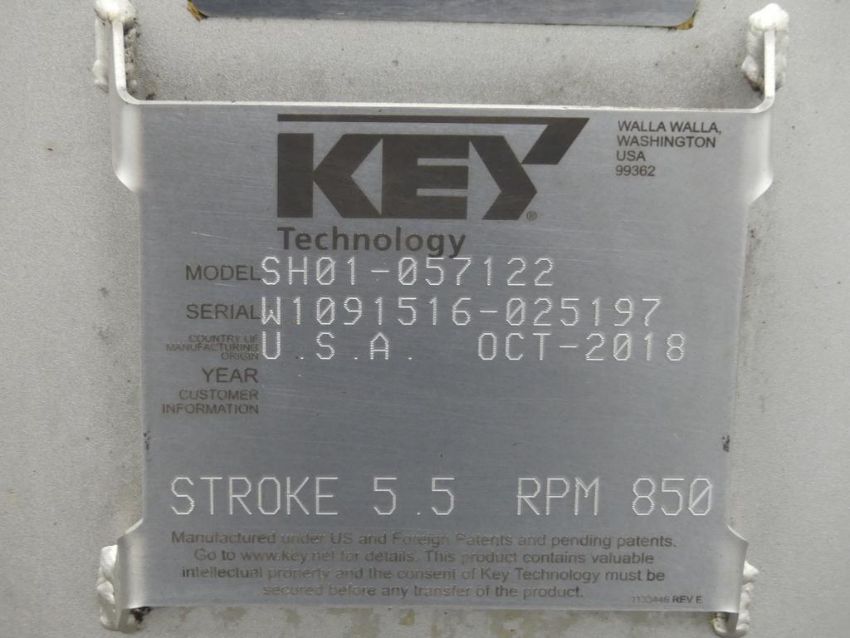 KEY®
Technology
WALLA WALLA,
WASHINGTON
USA
99362
MODEL SH01-057122
SERIAL W1091516-025197
COUNTRY OF
MANUFACTURING
ORIGIN
U.S.A. OCT-2018
YEAR
CUSTOMER
INFORMATION
STROKE 5.5 RPM 850
Manufactured under US and Foreign Patents and pending patents.
Go to www.key.net for details. This product contains valuable
intellectual property and the consent of Key Technology must be
secured before any transfer of the product.
REV E